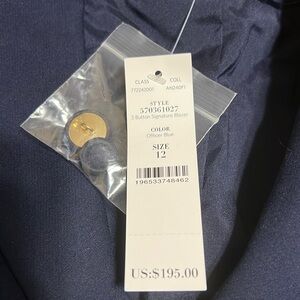 CLASS COLL
STYLE
570361027
3 Button Signature Blazer
COLOR
Officer Blue
SIZE
12
196533748462
US:$195.00